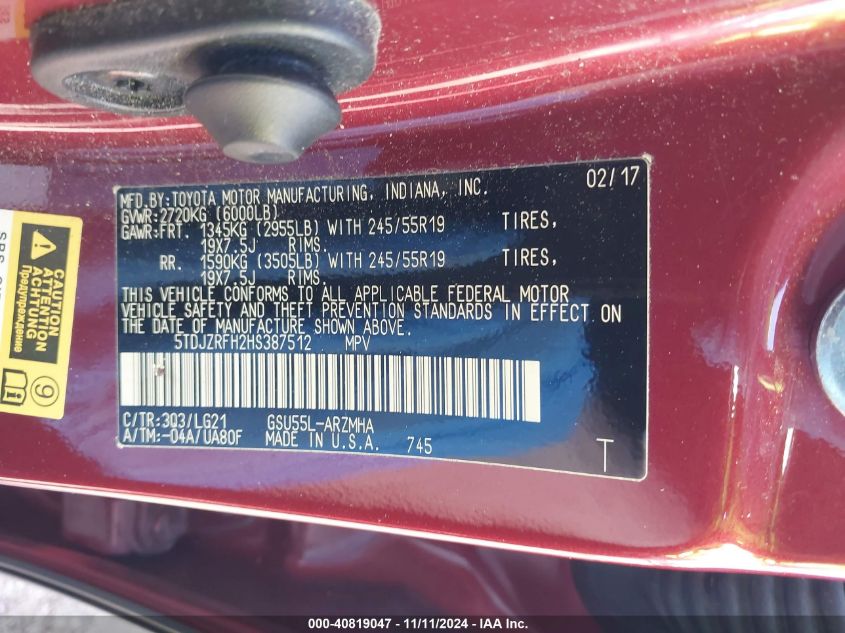 MFD.BY:TOYOTA MOTOR MANUFACTURING, INDIANA, INC. 02/17
GVWR:2720KG (6000LB)
GAWR:FRT. 1345KG (2955LB) WITH 245/55R19 TIRES,
19X7.5J RIMS.
RR. 1590KG (3505LB) WITH 245/55R19 TIRES,
19X7.5J RIMS.
THIS VEHICLE CONFORMS TO ALL APPLICABLE FEDERAL MOTOR
VEHICLE SAFETY AND THEFT PREVENTION STANDARDS IN EFFECT ON
THE DATE OF MANUFACTURE SHOWN ABOVE.
5TDJZRFH2HS387512 MPV
C/TR:3Q3/LG21 GSU55L-ARZMHA
A/TM:-04A/UA80F MADE IN U.S.A. 745
T
CAUTION
ATTENTION
ACHTUNG
Предупреждение
9
000-40819047 - 11/11/2024 - IAAI Inc.